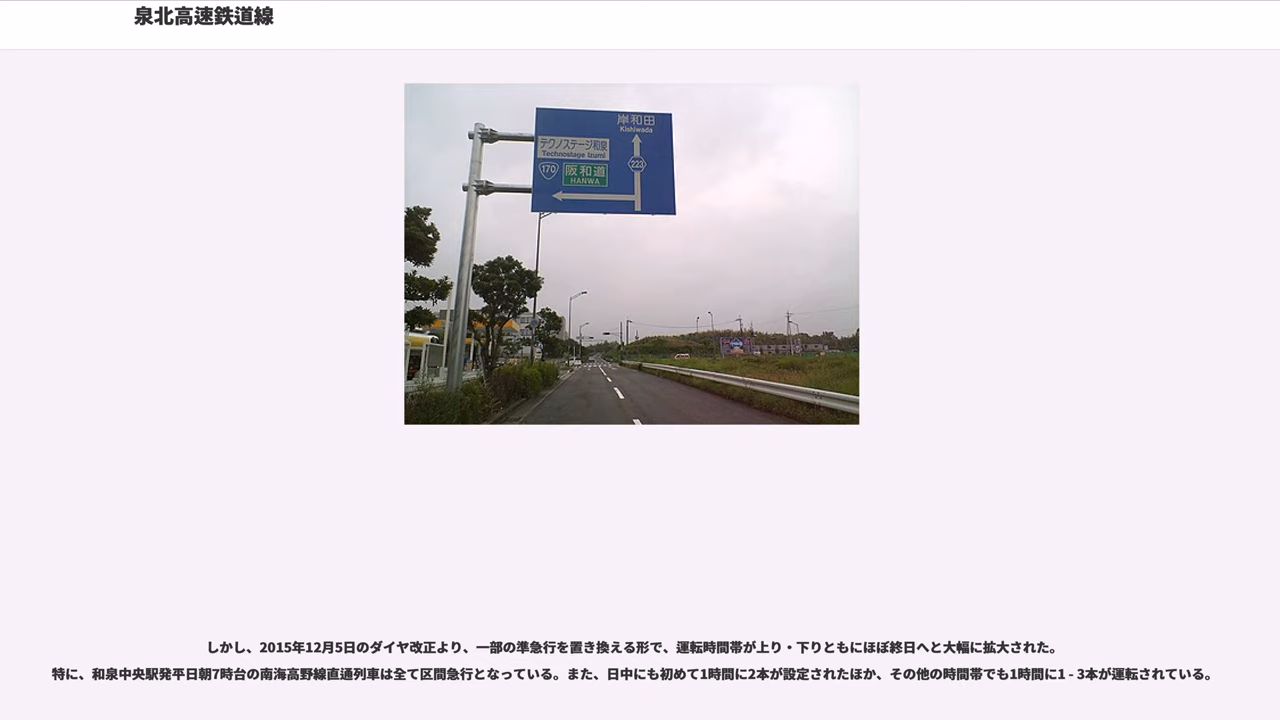 泉北高速鉄道線
岸和田
Kishiwada
テクノステージ和泉
Technostage Izumi
170
阪和道
HANWA
223
しかし、2015年12月5日のダイヤ改正より、一部の準急行を置き換える形で、運転時間帯が上り・下りともにほぼ終日へと大幅に拡大された。
特に、和泉中央駅発平日朝7時台の南海高野線直通列車は全て区間急行となっている。また、日中にも初めて1時間に2本が設定されたほか、その他の時間帯でも1時間に1 - 3本が運転されている。